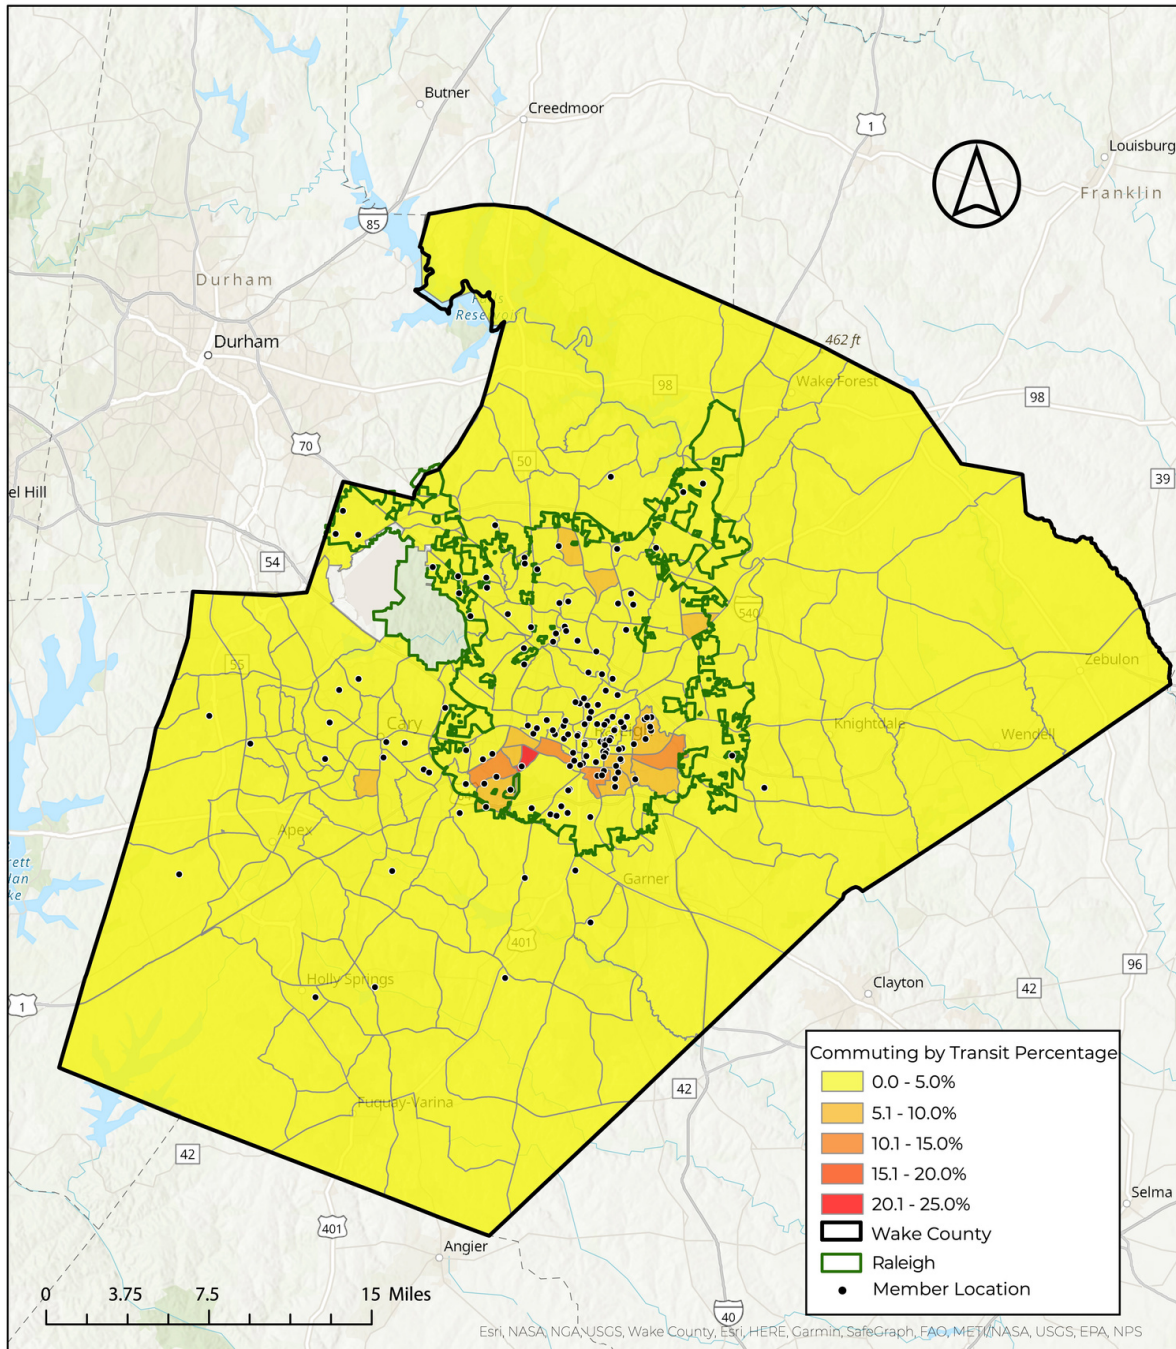 Butner
Creedmoor
1
Louisburg
Franklin
85
Durham
Durham
Reservoir
462 ft
98
Wake Forest
98
70
50
39
el Hill
54
540
55
Zebulon
Cary
Raleigh
Knightdale
Wendell
Apex
rett
dan
ke
Garner
401
96
Holly Springs
Clayton
42
1
Fuquay-Varina
42
42
Selma
401
Angier
40
Commuting by Transit Percentage
0.0 - 5.0%
5.1 - 10.0%
10.1 - 15.0%
15.1 - 20.0%
20.1 - 25.0%
Wake County
Raleigh
Member Location
0 3.75 7.5 15 Miles
Esri, NASA, NGA, USGS, Wake County, Esri, HERE, Garmin, SafeGraph, FAO, METI/NASA, USGS, EPA, NPS